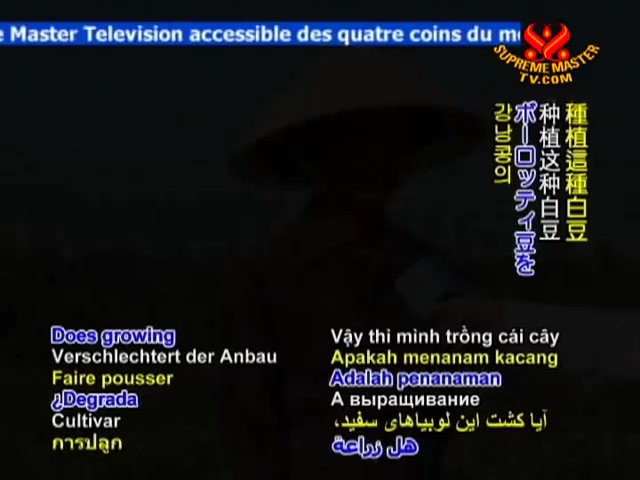 e Master Television accessible des quatre coins du mo
SUPREME MASTER
TV.COM
種植這種白豆
种植这种白豆
ボーロッティ豆を
강낭콩의
Does growing
Verschlechtert der Anbau
Faire pousser
¿Degrada
Cultivar
การปลูก
Vậy thì mình trồng cái cây
Apakah menanam kacang
Adalah penanaman
А выращивание
آیا کشت این لوبیاهای سفید،
هل زراعة